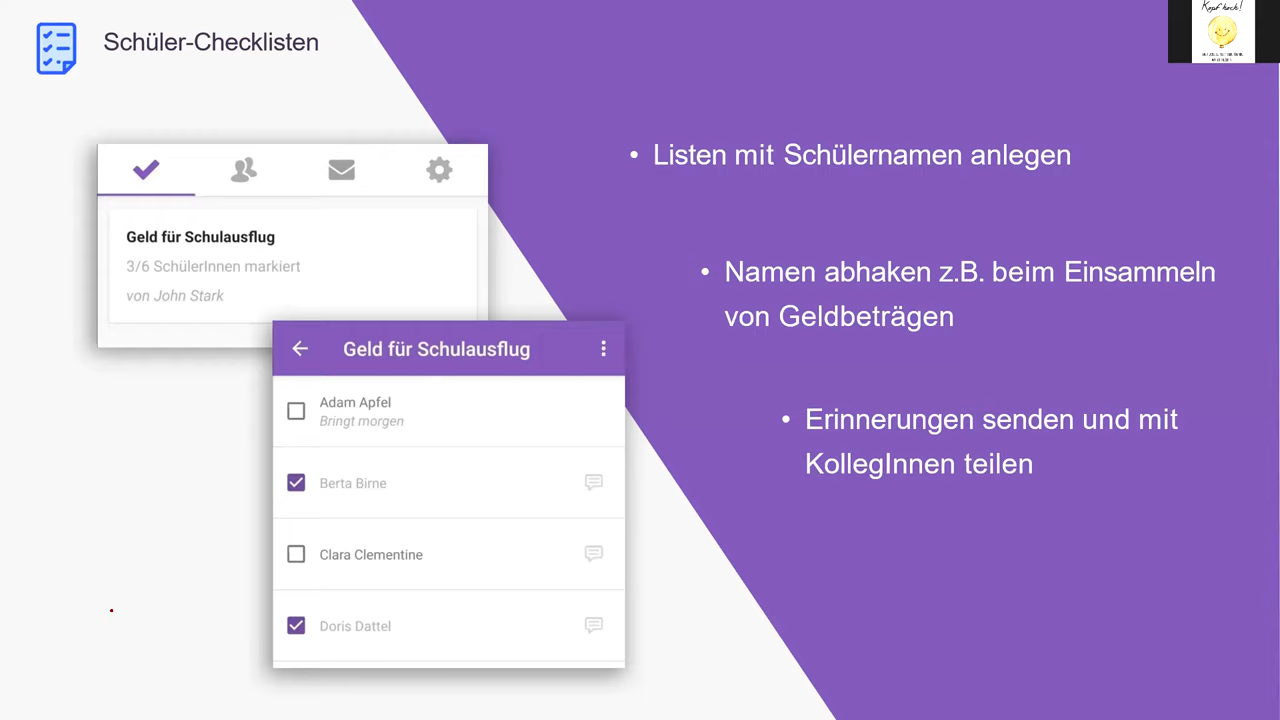 Schüler-Checklisten
Kopf hoch!
Geld für Schulausflug
3/6 SchülerInnen markiert
von John Stark
Geld für Schulausflug
Adam Apfel
Bringt morgen
Berta Birne
Clara Clementine
Doris Dattel
• Listen mit Schülernamen anlegen
• Namen abhaken z.B. beim Einsammeln
von Geldbeträgen
• Erinnerungen senden und mit
KollegInnen teilen